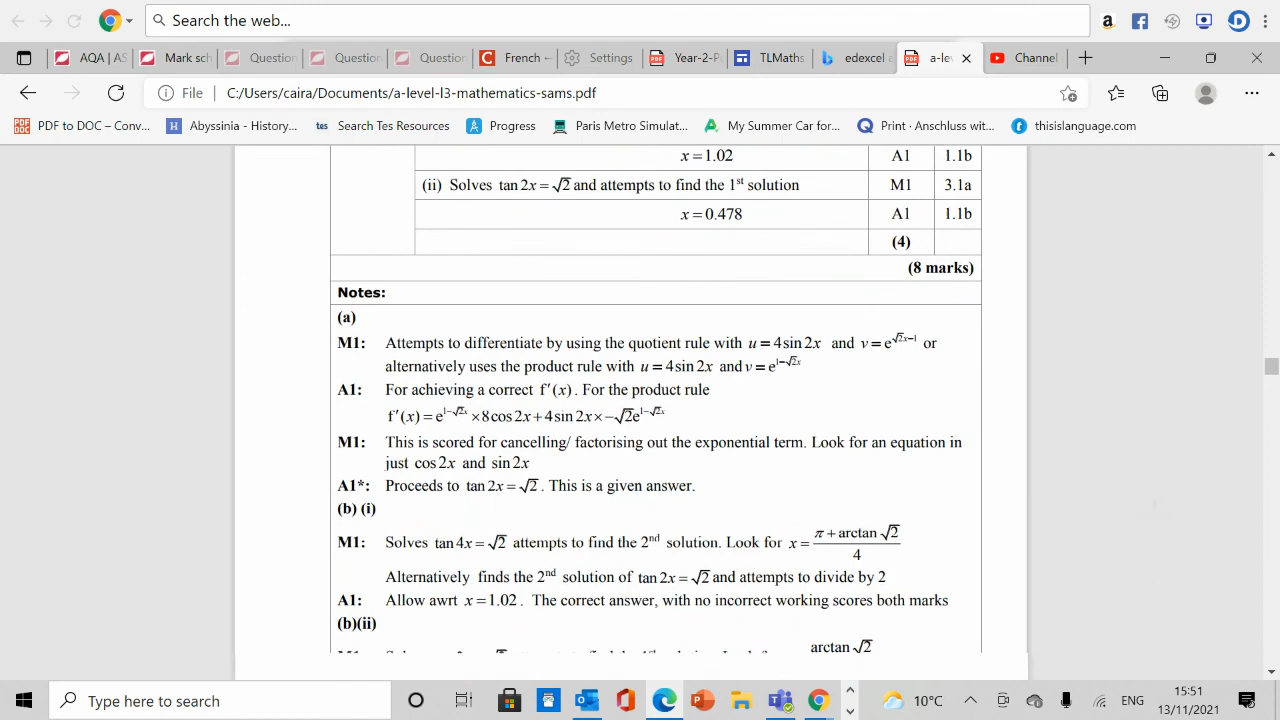 Search the web...
AQA | AS
Mark sch
Question
Question
Question
French –
Settings
Year-2-P
TLMaths
edexcel a
a-lev
Channel
File C:/Users/caira/Documents/a-level-l3-mathematics-sams.pdf
PDF to DOC – Conv...
Abyssinia - History...
tes Search Tes Resources
Progress
Paris Metro Simulat...
My Summer Car for...
Print · Anschluss wit...
thisislanguage.com
x = 1.02 A1 1.1b
(ii) Solves tan 2x = √2 and attempts to find the 1st solution M1 3.1a
x = 0.478 A1 1.1b
(4)
(8 marks)
Notes:
(a)
M1: Attempts to differentiate by using the quotient rule with u = 4sin 2x and v = e^(√2x−1) or
alternatively uses the product rule with u = 4sin 2x and v = e^(1−√2x)
A1: For achieving a correct f′(x). For the product rule
f′(x) = e^(1−√2x) × 8cos 2x + 4sin 2x × −√2e^(1−√2x)
M1: This is scored for cancelling/ factorising out the exponential term. Look for an equation in
just cos 2x and sin 2x
A1*: Proceeds to tan 2x = √2. This is a given answer.
(b) (i)
M1: Solves tan 4x = √2 attempts to find the 2nd solution. Look for x = (π + arctan √2)/4
Alternatively finds the 2nd solution of tan 2x = √2 and attempts to divide by 2
A1: Allow awrt x = 1.02. The correct answer, with no incorrect working scores both marks
(b)(ii)
arctan √2
Type here to search
10°C
ENG
15:51
13/11/2021